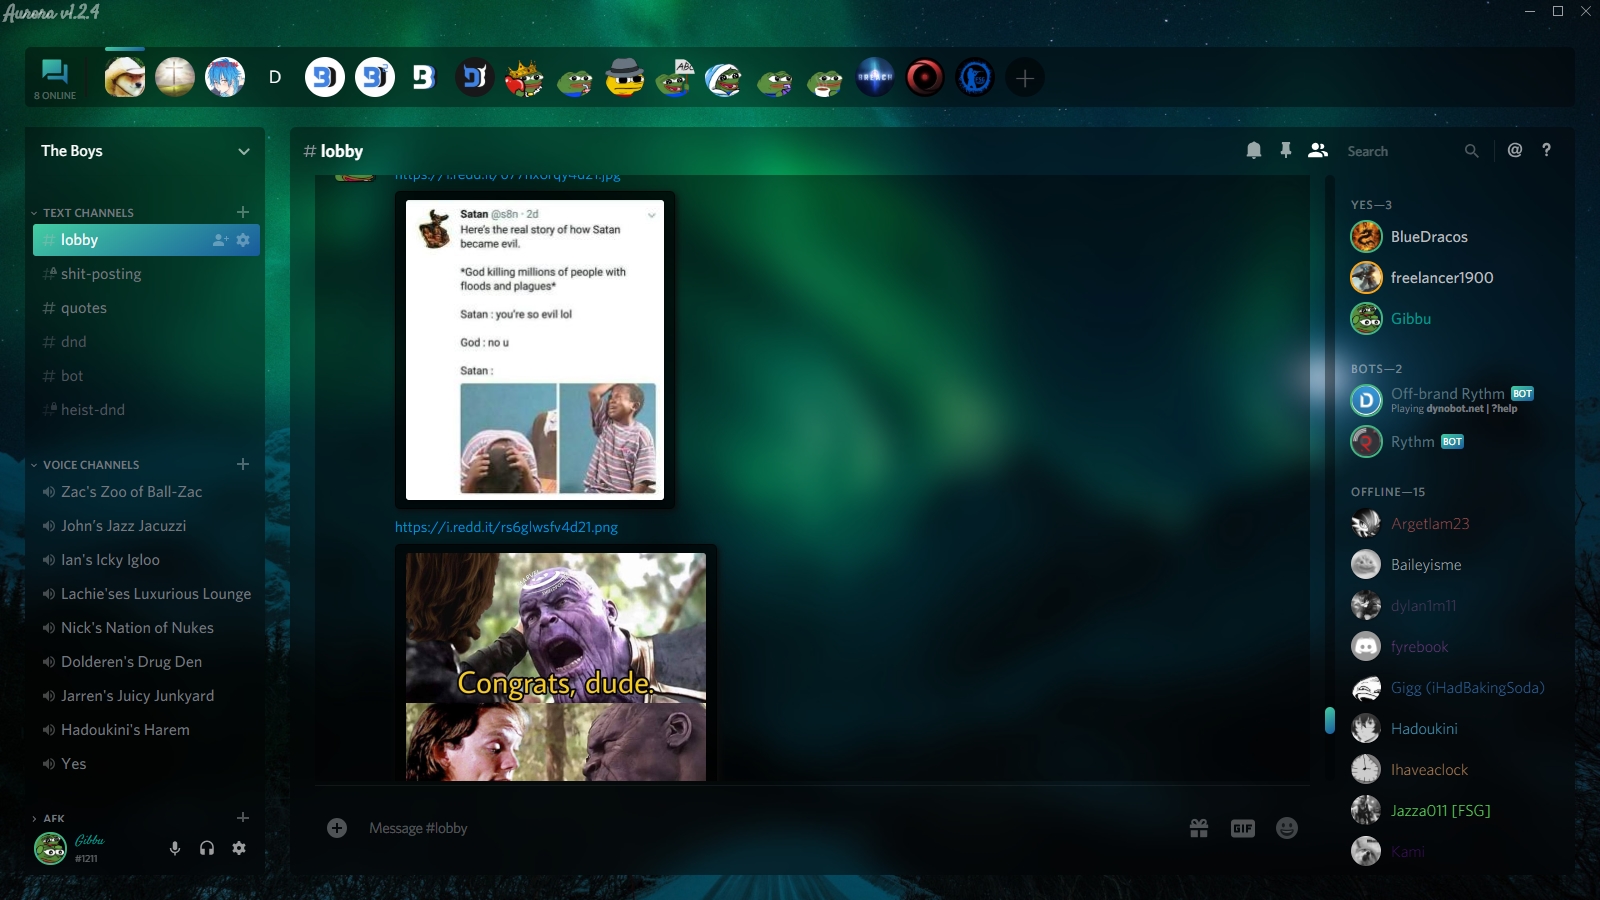 Aurora v1.2.4
8 ONLINE
D
BREACH
The Boys
TEXT CHANNELS
lobby
shit-posting
quotes
dnd
bot
heist-dnd
VOICE CHANNELS
Zac's Zoo of Ball-Zac
John's Jazz Jacuzzi
Ian's Icky Igloo
Lachie'ses Luxurious Lounge
Nick's Nation of Nukes
Dolderen's Drug Den
Jarren's Juicy Junkyard
Hadoukini's Harem
Yes
AFK
Gibbu
#1211
# lobby
Search
@ ?
Satan @s8n · 2d
Here's the real story of how Satan
became evil.
*God killing millions of people with
floods and plagues*
Satan : you're so evil lol
God : no u
Satan :
https://i.redd.it/rs6glwsfv4d21.png
Congrats, dude.
Message #lobby
GIF
YES—3
BlueDracos
freelancer1900
Gibbu
BOTS—2
Off-brand Rythm BOT
Playing dynobot.net | ?help
Rythm BOT
OFFLINE—15
Argetlam23
Baileyisme
dylan1m11
fyrebook
Gigg (iHadBakingSoda)
Hadoukini
Ihaveaclock
Jazza011 [FSG]
Kami